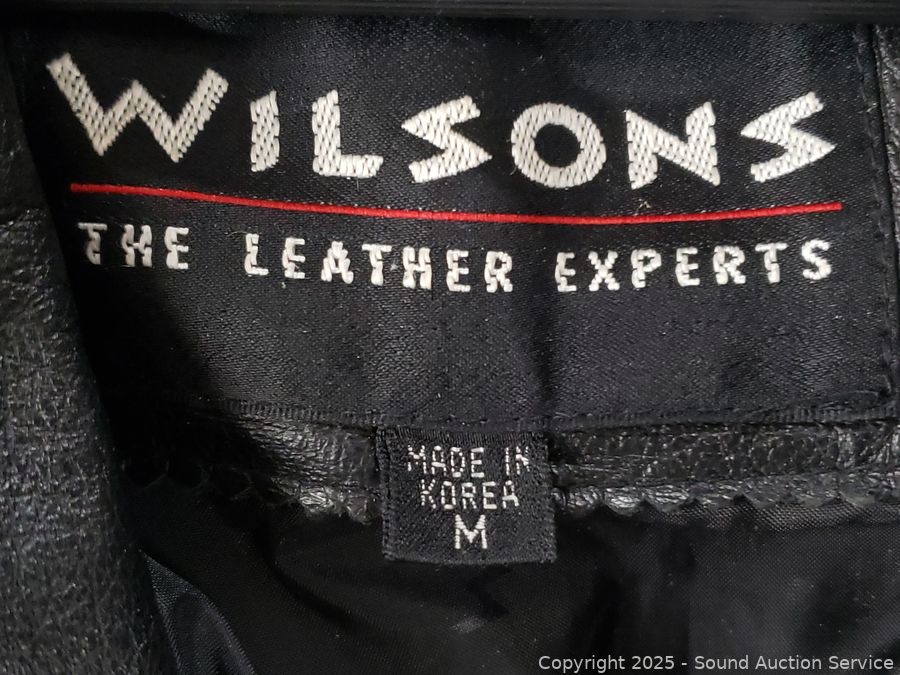 WILSONS
THE LEATHER EXPERTS
MADE IN
KOREA
M
Copyright 2025 - Sound Auction Service